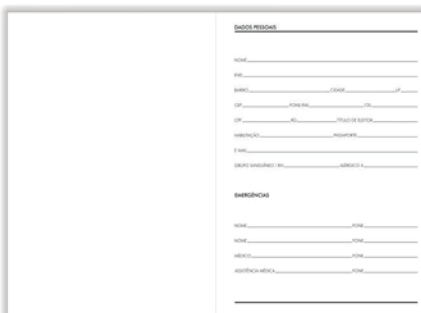 DADOS PESSOAIS
NOME
RUA
BAIRRO CIDADE UF
CEP FONE RES. CEL.
CPF RG TÍTULO DE ELEITOR
HABILITAÇÃO PASSAPORTE
E-MAIL
GRUPO SANGUÍNEO / RH ALÉRGICO A
EMERGÊNCIAS
NOME FONE
NOME FONE
MÉDICO FONE
ASSISTÊNCIA MÉDICA FONE